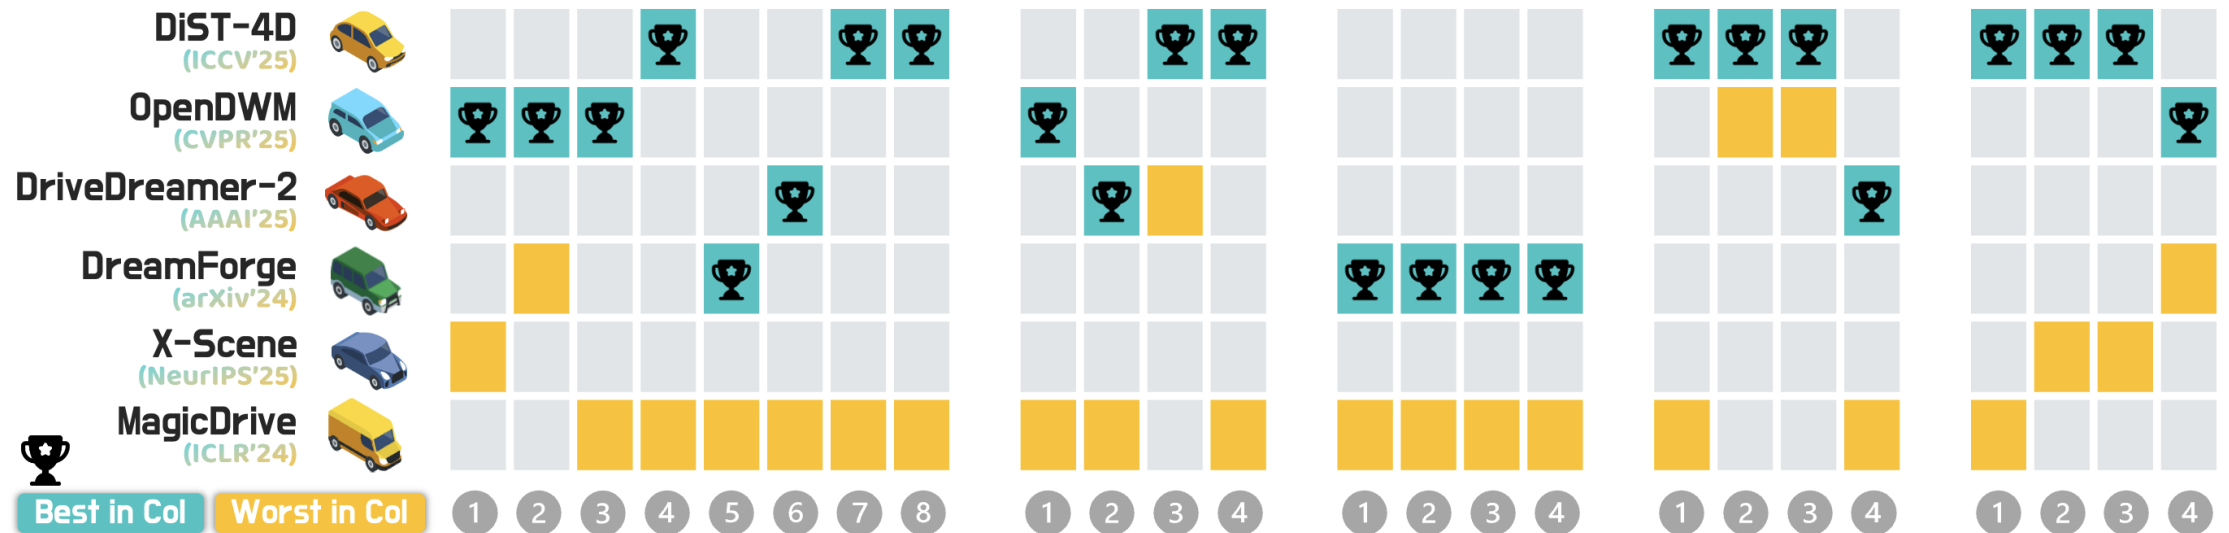 DiST-4D
(ICCV'25)
OpenDWM
(CVPR'25)
DriveDreamer-2
(AAAI'25)
DreamForge
(arXiv'24)
X-Scene
(NeurIPS'25)
MagicDrive
(ICLR'24)
Best in Col Worst in Col 1 2 3 4 5 6 7 8 1 2 3 4 1 2 3 4 1 2 3 4 1 2 3 4